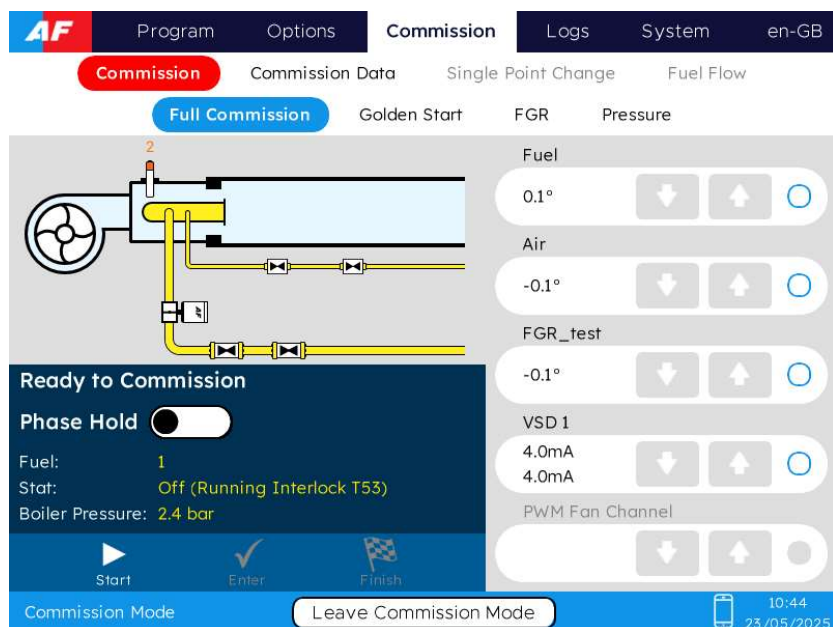 AF Program Options Commission Logs System en-GB
Commission Commission Data Single Point Change Fuel Flow
Full Commission Golden Start FGR Pressure
2
Ready to Commission
Phase Hold
Fuel: 1
Stat: Off (Running Interlock T53)
Boiler Pressure: 2.4 bar
Start Enter Finish
Fuel
0.1°
Air
-0.1°
FGR_test
-0.1°
VSD 1
4.0mA
4.0mA
PWM Fan Channel
Commission Mode Leave Commission Mode 10:44
23/05/2025